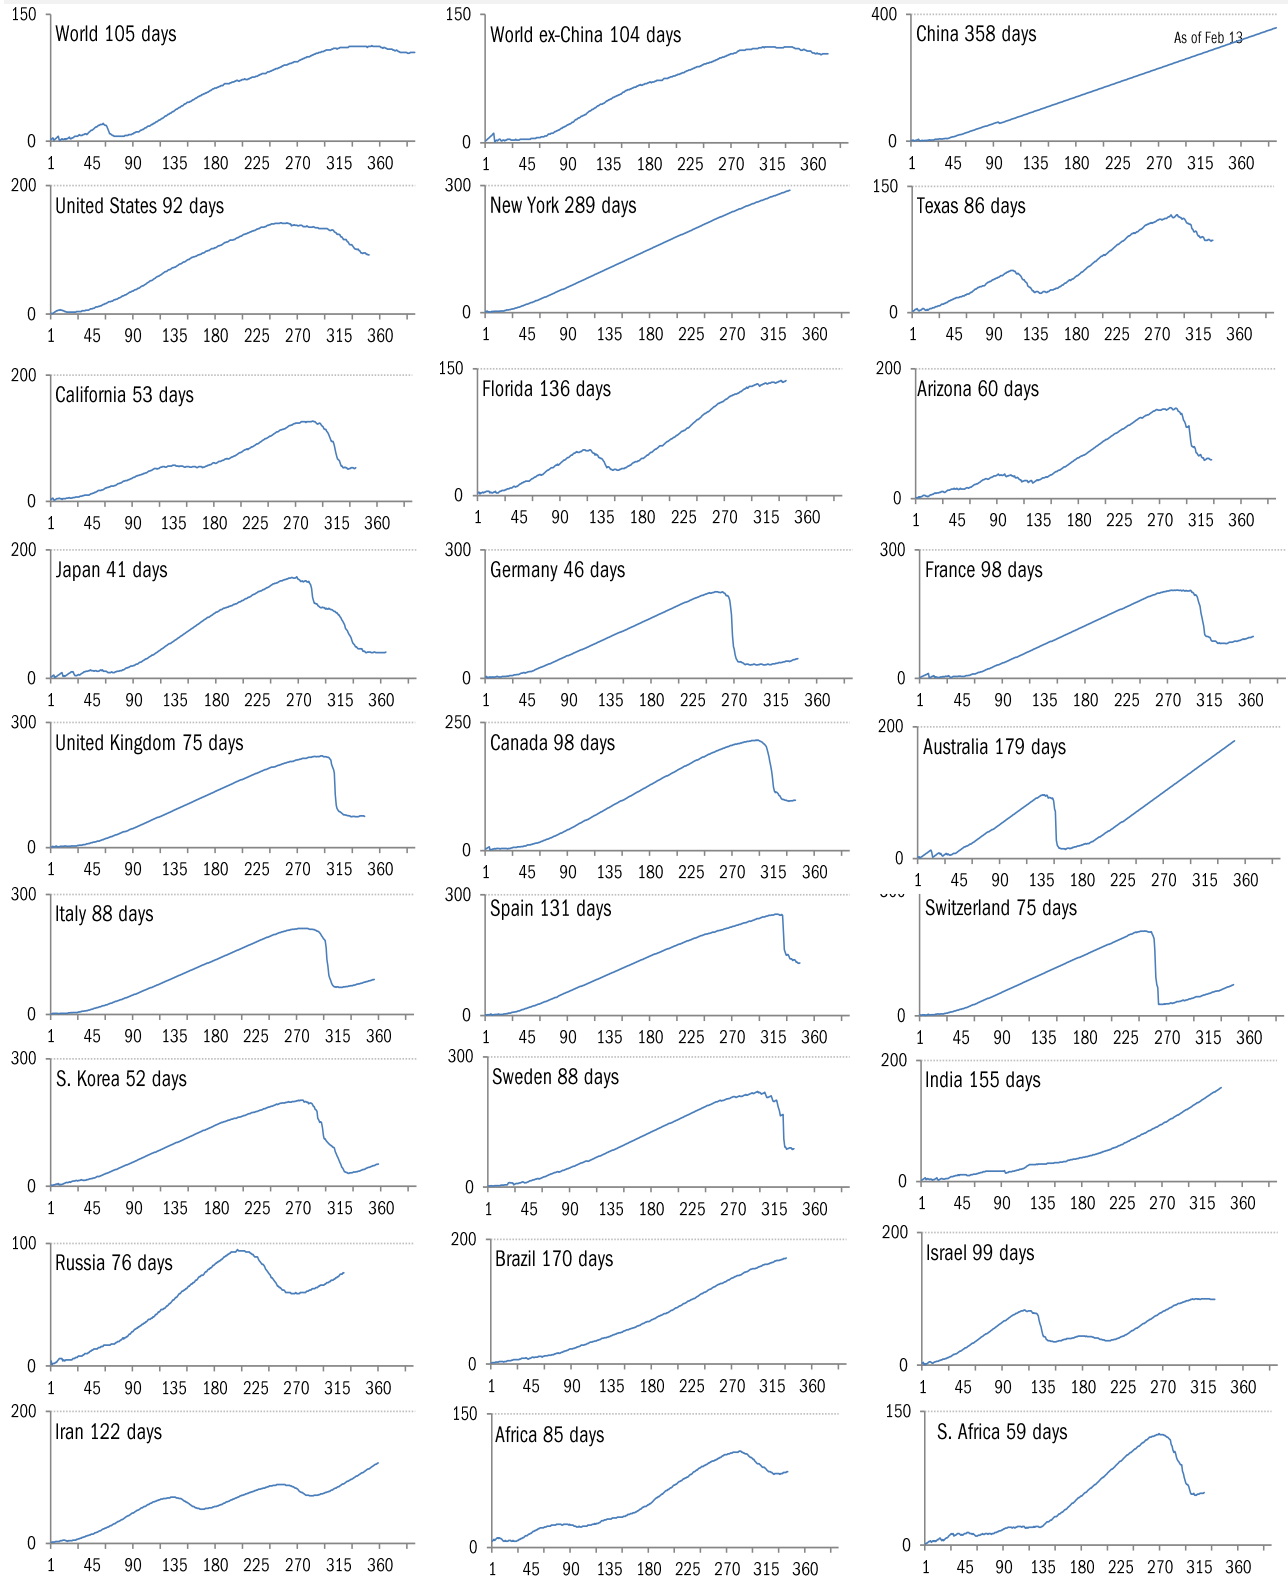 150
World 105 days
0
1 45 90 135 180 225 270 315 360
150
World ex-China 104 days
0
1 45 90 135 180 225 270 315 360
400
China 358 days
As of Feb 13
0
1 45 90 135 180 225 270 315 360
200
United States 92 days
0
1 45 90 135 180 225 270 315 360
300
New York 289 days
0
1 45 90 135 180 225 270 315 360
150
Texas 86 days
0
1 45 90 135 180 225 270 315 360
200
California 53 days
0
1 45 90 135 180 225 270 315 360
150
Florida 136 days
0
1 45 90 135 180 225 270 315 360
200
Arizona 60 days
0
1 45 90 135 180 225 270 315 360
200
Japan 41 days
0
1 45 90 135 180 225 270 315 360
300
Germany 46 days
0
1 45 90 135 180 225 270 315 360
300
France 98 days
0
1 45 90 135 180 225 270 315 360
300
United Kingdom 75 days
0
1 45 90 135 180 225 270 315 360
250
Canada 98 days
0
1 45 90 135 180 225 270 315 360
200
Australia 179 days
0
1 45 90 135 180 225 270 315 360
300
Italy 88 days
0
1 45 90 135 180 225 270 315 360
300
Spain 131 days
0
1 45 90 135 180 225 270 315 360
Switzerland 75 days
0
1 45 90 135 180 225 270 315 360
300
S. Korea 52 days
0
1 45 90 135 180 225 270 315 360
300
Sweden 88 days
0
1 45 90 135 180 225 270 315 360
200
India 155 days
0
1 45 90 135 180 225 270 315 360
100
Russia 76 days
0
1 45 90 135 180 225 270 315 360
200
Brazil 170 days
0
1 45 90 135 180 225 270 315 360
200
Israel 99 days
0
1 45 90 135 180 225 270 315 360
200
Iran 122 days
0
1 45 90 135 180 225 270 315 360
150
Africa 85 days
0
1 45 90 135 180 225 270 315 360
150
S. Africa 59 days
0
1 45 90 135 180 225 270 315 360